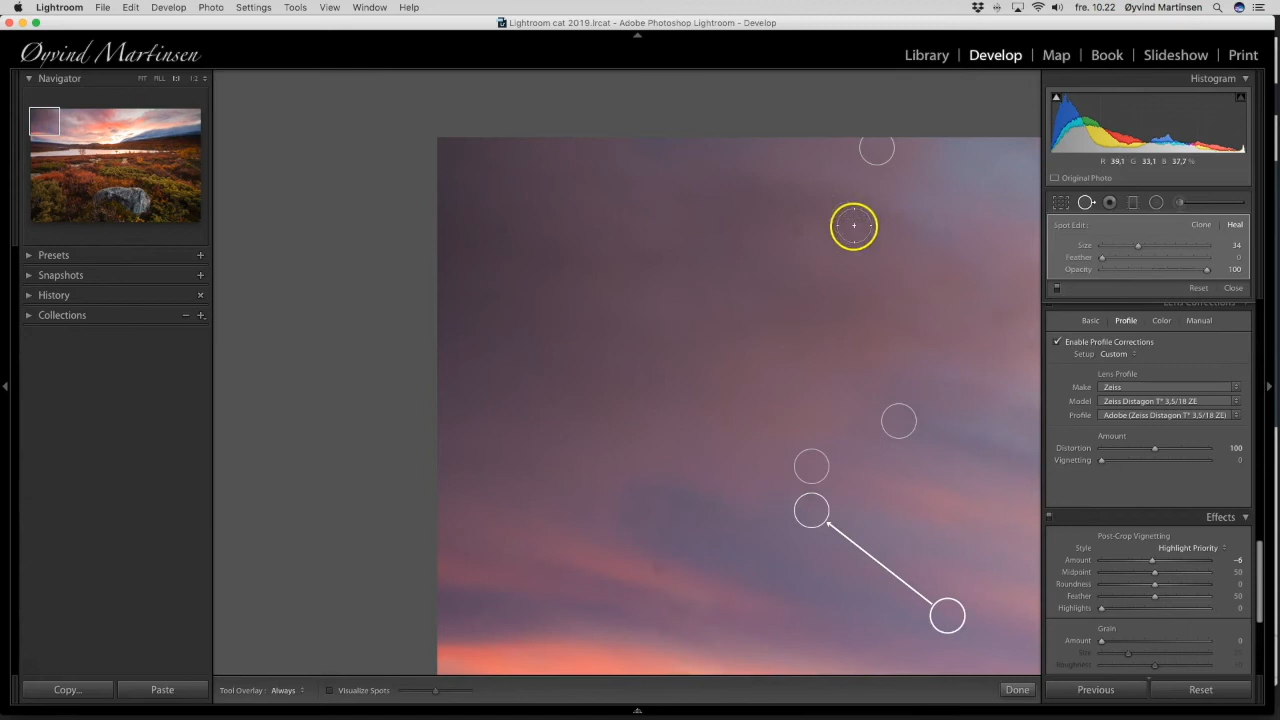 Lightroom File Edit Develop Photo Settings Tools View Window Help fre. 10.22 Øyvind Martinsen
Lightroom cat 2019.lrcat - Adobe Photoshop Lightroom - Develop
Øyvind Martinsen
Library | Develop | Map | Book | Slideshow | Print
Navigator FIT FILL 1:1 1:2
Presets
Snapshots
History
Collections
Copy... Paste
Tool Overlay: Always Visualize Spots Done
Histogram
R 39,1 G 33,1 B 37,7 %
Original Photo
Spot Edit : Clone Heal
Size 34
Feather 0
Opacity 100
Reset Close
Lens Corrections
Basic Profile Color Manual
Enable Profile Corrections
Setup Custom
Lens Profile
Make Zeiss
Model Zeiss Distagon T* 3,5/18 ZE
Profile Adobe (Zeiss Distagon T* 3,5/18 ZE)
Amount
Distortion 100
Vignetting 0
Effects
Post-Crop Vignetting
Style Highlight Priority
Amount -6
Midpoint 50
Roundness 0
Feather 50
Highlights 0
Grain
Amount 0
Size 25
Roughness
Previous Reset